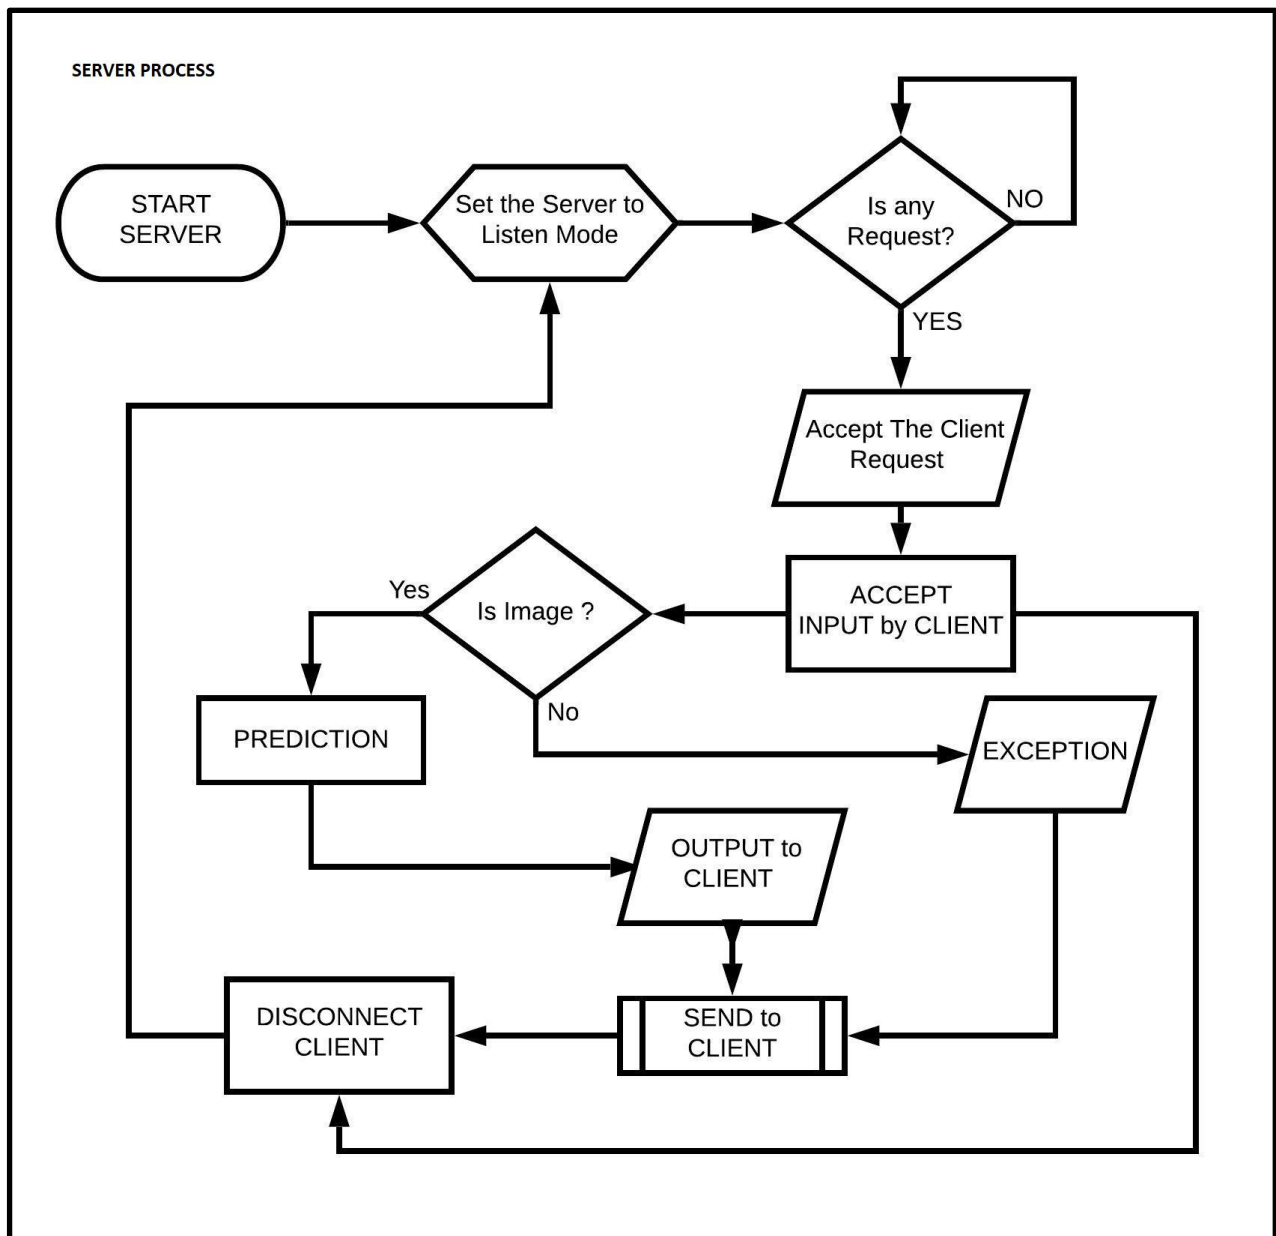 SERVER PROCESS
START
SERVER
Set the Server to
Listen Mode
Is any
Request?
NO
YES
Accept The Client
Request
ACCEPT
INPUT by CLIENT
Is Image ?
Yes
No
PREDICTION
EXCEPTION
OUTPUT to
CLIENT
SEND to
CLIENT
DISCONNECT
CLIENT